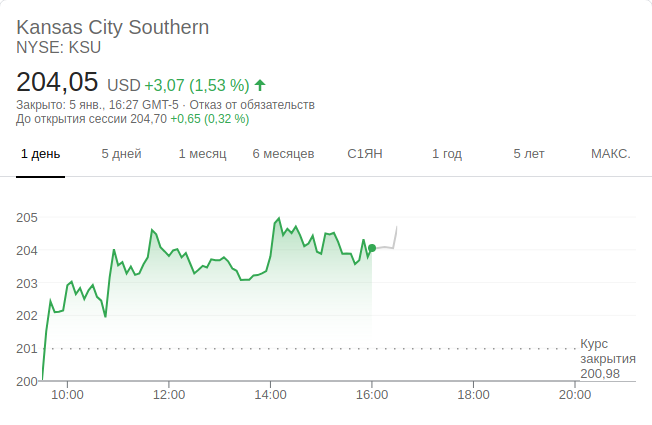 Kansas City Southern
NYSE: KSU
204,05 USD +3,07 (1,53 %)
Закрыто: 5 янв., 16:27 GMT-5 · Отказ от обязательств
До открытия сессии 204,70 +0,65 (0,32 %)
1 день 5 дней 1 месяц 6 месяцев С1ЯН 1 год 5 лет МАКС.
205
204
203
202
201
200
Курс
закрытия
200,98
10:00 12:00 14:00 16:00 18:00 20:00